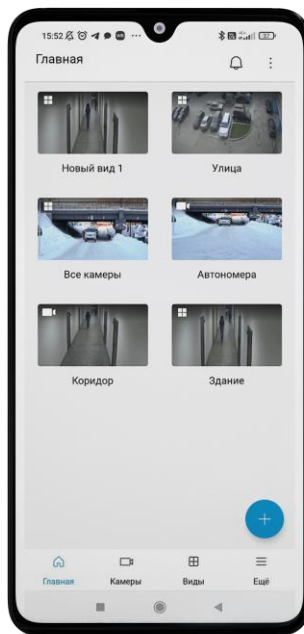 15:52
Главная
Новый вид 1
Улица
Все камеры
Автономера
Коридор
Здание
Главная
Камеры
Виды
Ещё